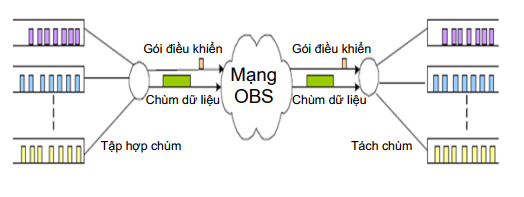 Gói điều khiển
Gói điều khiển
Mạng
OBS
Chùm dữ liệu
Chùm dữ liệu
Tập hợp chùm
Tách chùm